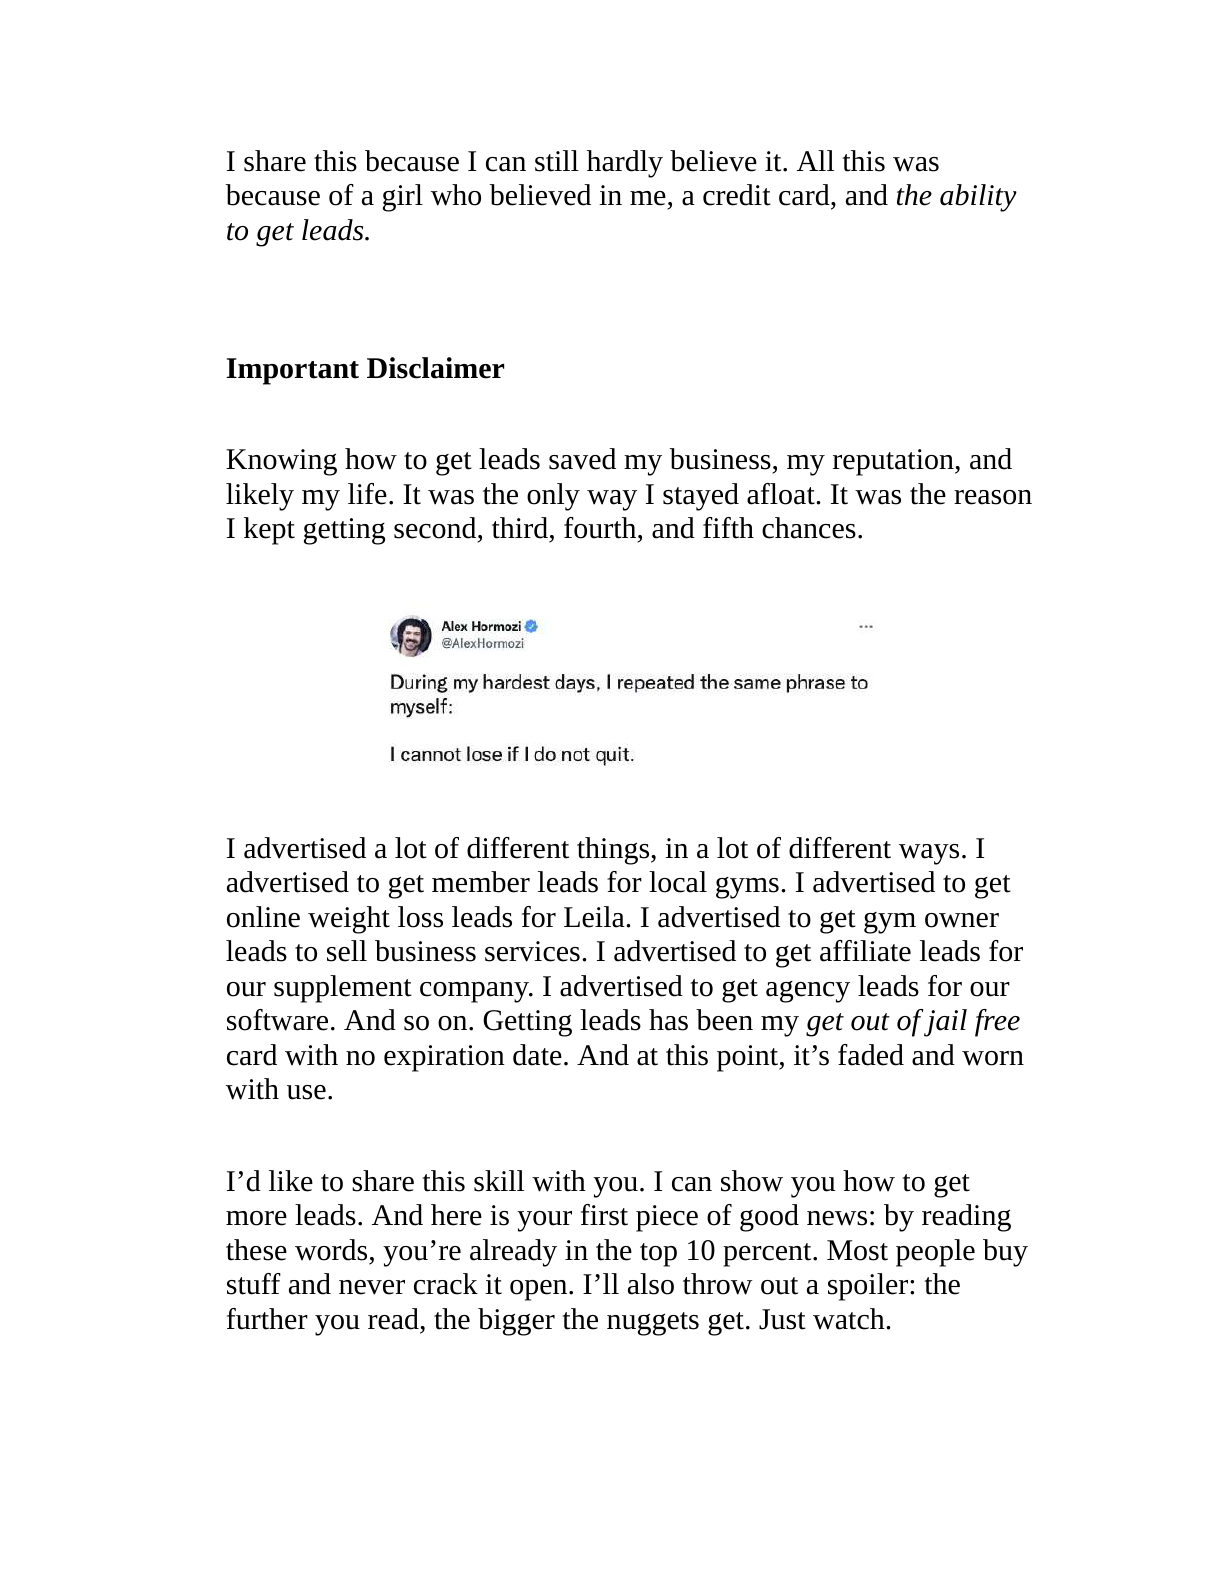 I share this because I can still hardly believe it. All this was
because of a girl who believed in me, a credit card, and the ability
to get leads.
Important Disclaimer
Knowing how to get leads saved my business, my reputation, and
likely my life. It was the only way I stayed afloat. It was the reason
I kept getting second, third, fourth, and fifth chances.
Alex Hormozi
@AlexHormozi
During my hardest days, I repeated the same phrase to
myself:
I cannot lose if I do not quit.
I advertised a lot of different things, in a lot of different ways. I
advertised to get member leads for local gyms. I advertised to get
online weight loss leads for Leila. I advertised to get gym owner
leads to sell business services. I advertised to get affiliate leads for
our supplement company. I advertised to get agency leads for our
software. And so on. Getting leads has been my get out of jail free
card with no expiration date. And at this point, it’s faded and worn
with use.
I’d like to share this skill with you. I can show you how to get
more leads. And here is your first piece of good news: by reading
these words, you’re already in the top 10 percent. Most people buy
stuff and never crack it open. I’ll also throw out a spoiler: the
further you read, the bigger the nuggets get. Just watch.